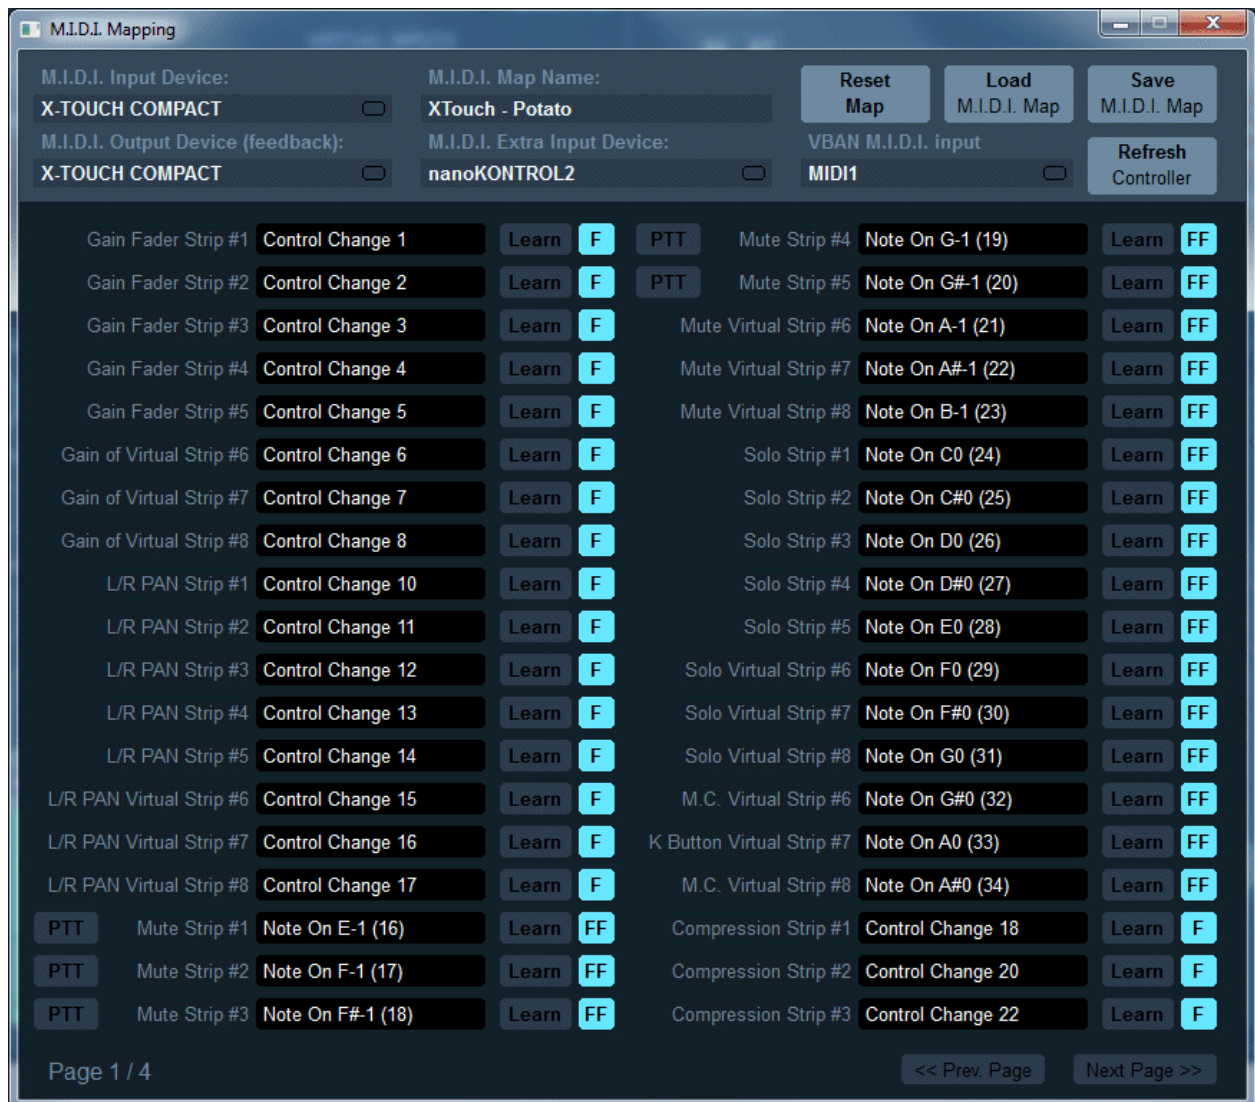 M.I.D.I. Mapping
M.I.D.I. Input Device:
X-TOUCH COMPACT
M.I.D.I. Map Name:
XTouch - Potato
Reset
Map
Load
M.I.D.I. Map
Save
M.I.D.I. Map
M.I.D.I. Output Device (feedback):
X-TOUCH COMPACT
M.I.D.I. Extra Input Device:
nanoKONTROL2
VBAN M.I.D.I. input
MIDI1
Refresh
Controller
Gain Fader Strip #1 Control Change 1 Learn F
Gain Fader Strip #2 Control Change 2 Learn F
Gain Fader Strip #3 Control Change 3 Learn F
Gain Fader Strip #4 Control Change 4 Learn F
Gain Fader Strip #5 Control Change 5 Learn F
Gain of Virtual Strip #6 Control Change 6 Learn F
Gain of Virtual Strip #7 Control Change 7 Learn F
Gain of Virtual Strip #8 Control Change 8 Learn F
L/R PAN Strip #1 Control Change 10 Learn F
L/R PAN Strip #2 Control Change 11 Learn F
L/R PAN Strip #3 Control Change 12 Learn F
L/R PAN Strip #4 Control Change 13 Learn F
L/R PAN Strip #5 Control Change 14 Learn F
L/R PAN Virtual Strip #6 Control Change 15 Learn F
L/R PAN Virtual Strip #7 Control Change 16 Learn F
L/R PAN Virtual Strip #8 Control Change 17 Learn F
PTT Mute Strip #1 Note On E-1 (16) Learn FF
PTT Mute Strip #2 Note On F-1 (17) Learn FF
PTT Mute Strip #3 Note On F#-1 (18) Learn FF
PTT Mute Strip #4 Note On G-1 (19) Learn FF
PTT Mute Strip #5 Note On G#-1 (20) Learn FF
Mute Virtual Strip #6 Note On A-1 (21) Learn FF
Mute Virtual Strip #7 Note On A#-1 (22) Learn FF
Mute Virtual Strip #8 Note On B-1 (23) Learn FF
Solo Strip #1 Note On C0 (24) Learn FF
Solo Strip #2 Note On C#0 (25) Learn FF
Solo Strip #3 Note On D0 (26) Learn FF
Solo Strip #4 Note On D#0 (27) Learn FF
Solo Strip #5 Note On E0 (28) Learn FF
Solo Virtual Strip #6 Note On F0 (29) Learn FF
Solo Virtual Strip #7 Note On F#0 (30) Learn FF
Solo Virtual Strip #8 Note On G0 (31) Learn FF
M.C. Virtual Strip #6 Note On G#0 (32) Learn FF
K Button Virtual Strip #7 Note On A0 (33) Learn FF
M.C. Virtual Strip #8 Note On A#0 (34) Learn FF
Compression Strip #1 Control Change 18 Learn F
Compression Strip #2 Control Change 20 Learn F
Compression Strip #3 Control Change 22 Learn F
Page 1 / 4
<< Prev. Page
Next Page >>